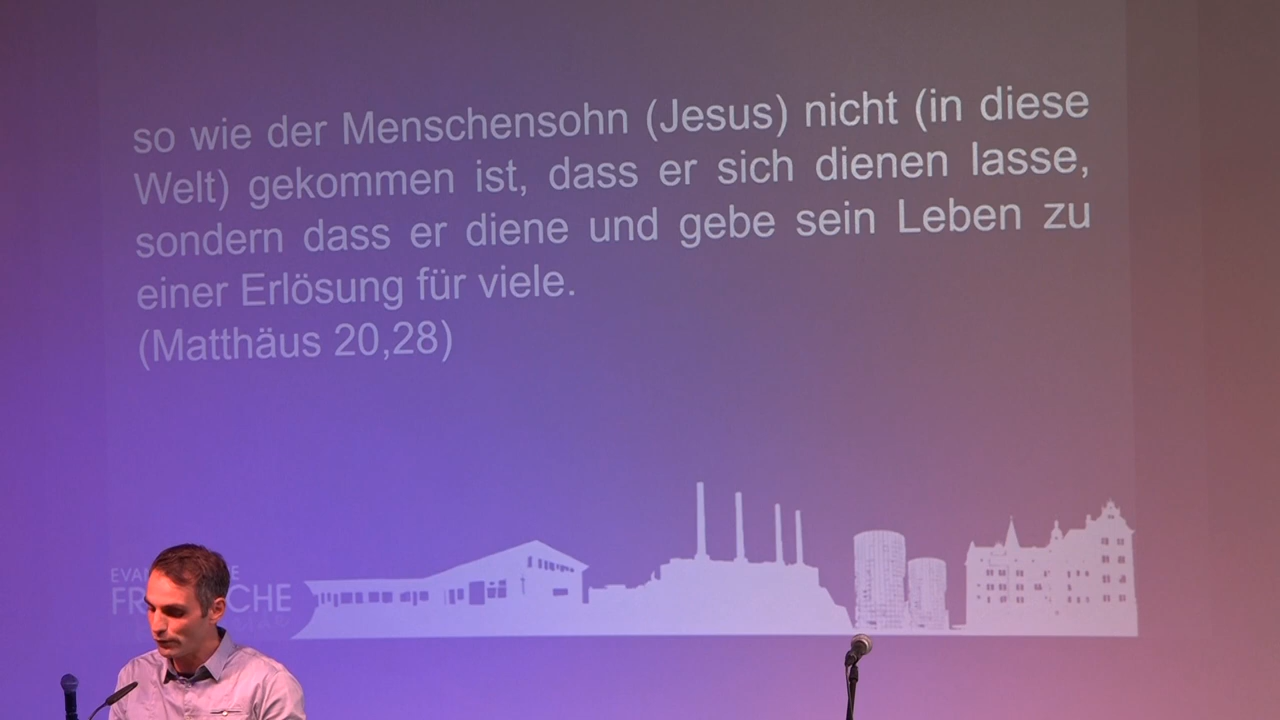 so wie der Menschensohn (Jesus) nicht (in diese
Welt) gekommen ist, dass er sich dienen lasse,
sondern dass er diene und gebe sein Leben zu
einer Erlösung für viele.
(Matthäus 20,28)